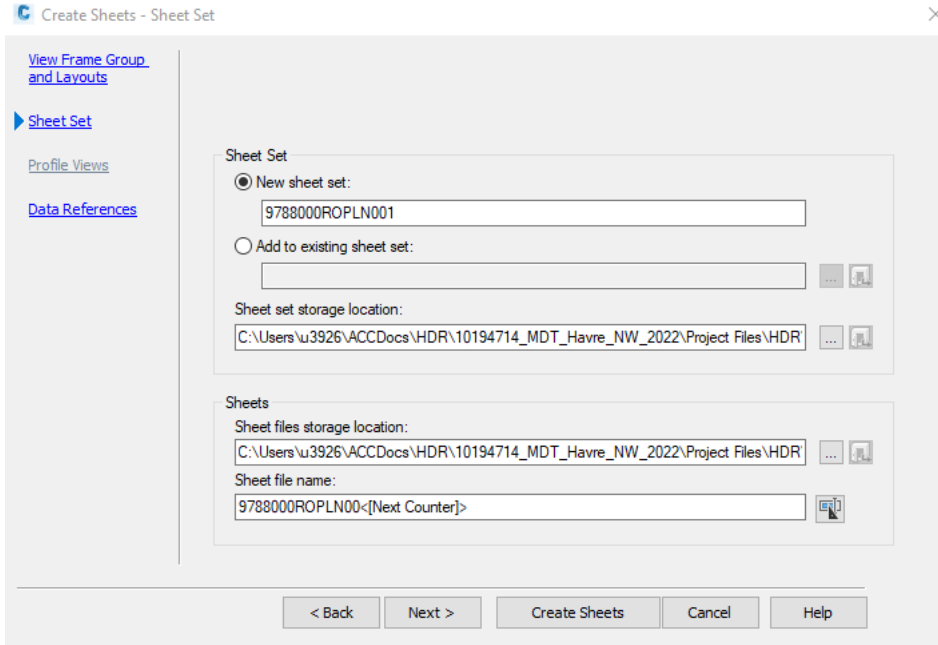 C Create Sheets - Sheet Set
View Frame Group
and Layouts
Sheet Set
Profile Views
Data References
Sheet Set
New sheet set:
9788000ROPLN001
Add to existing sheet set:
...
Sheet set storage location:
C:\Users\u3926\ACCDocs\HDR\10194714_MDT_Havre_NW_2022\Project Files\HDR\
...
Sheets
Sheet files storage location:
C:\Users\u3926\ACCDocs\HDR\10194714_MDT_Havre_NW_2022\Project Files\HDR\
...
Sheet file name:
9788000ROPLN00<[Next Counter]>
< Back Next > Create Sheets Cancel Help